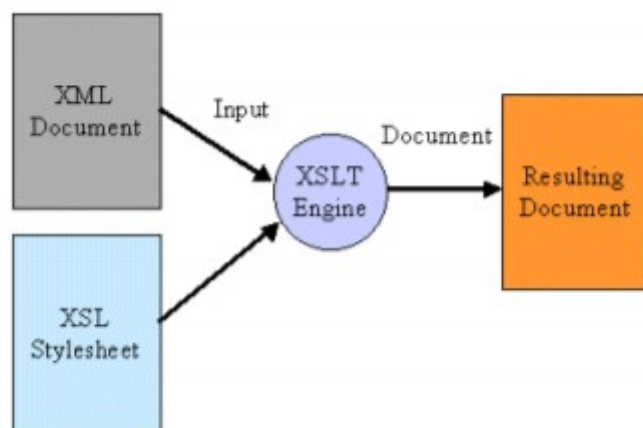 XML
Document
Input
XSLT
Engine
Document
Resulting
Document
XSL
Stylesheet